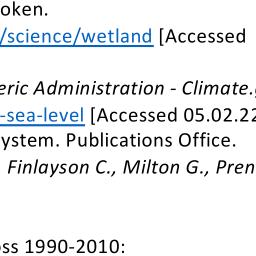 oken.
/science/wetland [Accessed
eric Administration - Climate.
-sea-level [Accessed 05.02.22
ystem. Publications Office.
Finlayson C., Milton G., Pren
oss 1990-2010: